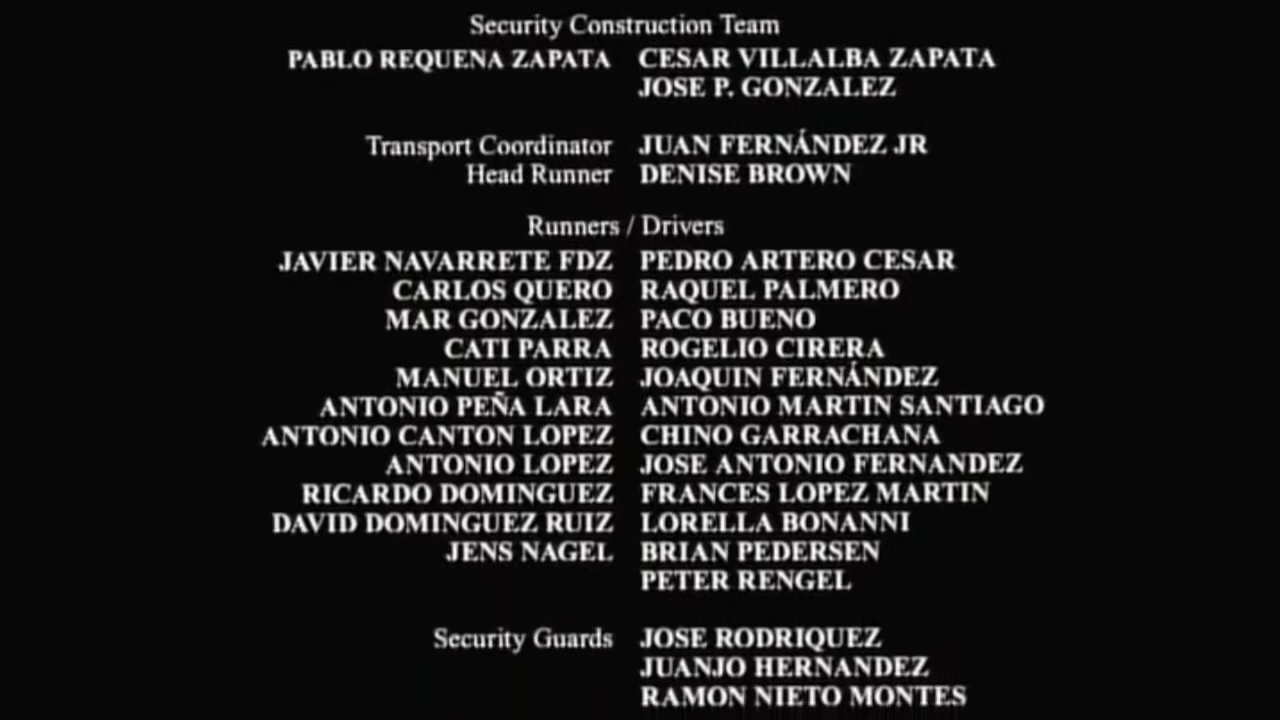 Security Construction Team
PABLO REQUENA ZAPATA CESAR VILLALBA ZAPATA
JOSE P. GONZALEZ
Transport Coordinator JUAN FERNÁNDEZ JR
Head Runner DENISE BROWN
Runners / Drivers
JAVIER NAVARRETE FDZ PEDRO ARTERO CESAR
CARLOS QUERO RAQUEL PALMERO
MAR GONZALEZ PACO BUENO
CATI PARRA ROGELIO CIRERA
MANUEL ORTIZ JOAQUIN FERNÁNDEZ
ANTONIO PEÑA LARA ANTONIO MARTIN SANTIAGO
ANTONIO CANTON LOPEZ CHINO GARRACHANA
ANTONIO LOPEZ JOSE ANTONIO FERNANDEZ
RICARDO DOMINGUEZ FRANCES LOPEZ MARTIN
DAVID DOMINGUEZ RUIZ LORELLA BONANNI
JENS NAGEL BRIAN PEDERSEN
PETER RENGEL
Security Guards JOSE RODRIQUEZ
JUANJO HERNANDEZ
RAMON NIETO MONTES